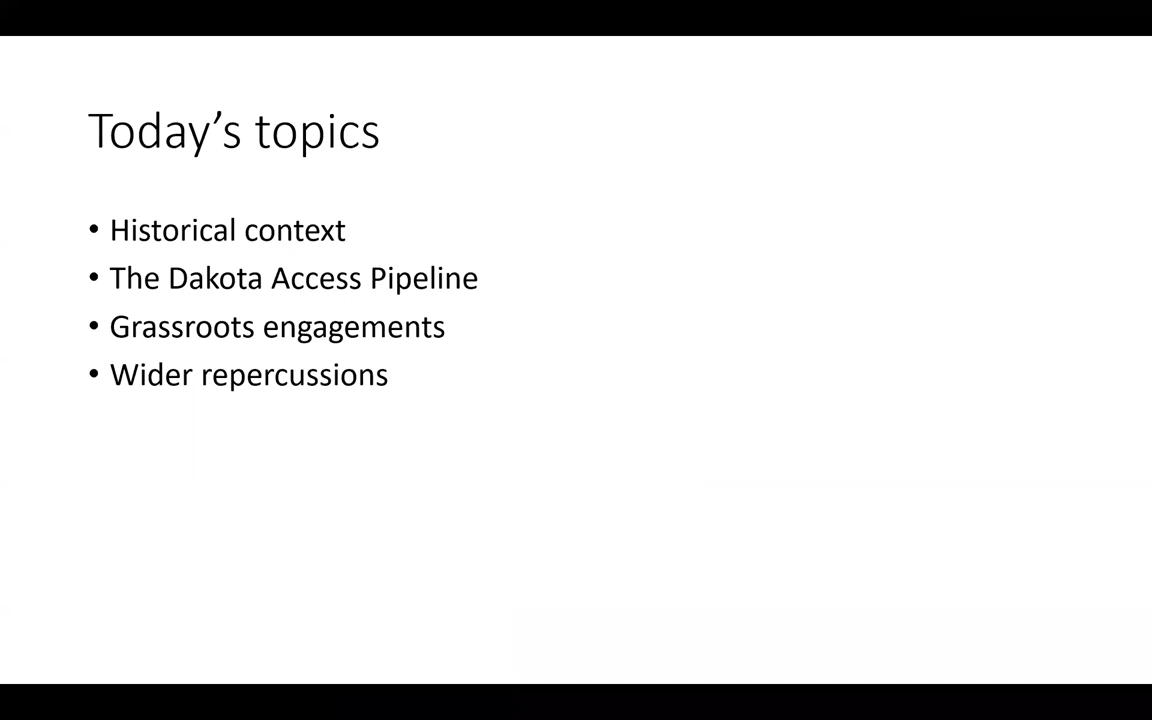 Today’s topics
• Historical context
• The Dakota Access Pipeline
• Grassroots engagements
• Wider repercussions